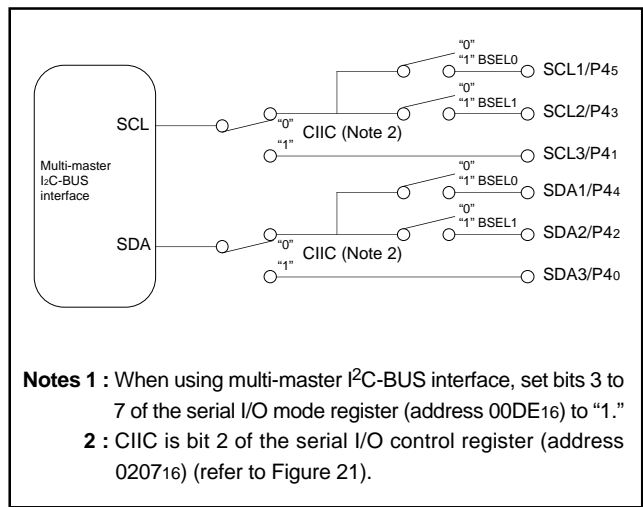 "0"
"1" BSEL0
SCL1/P45
"0"
"1" BSEL1
SCL2/P43
SCL
"0"
CIIC (Note 2)
"1"
SCL3/P41
Multi-master
I2C-BUS
interface
"0"
"1" BSEL0
SDA1/P44
"0"
"1" BSEL1
SDA2/P42
SDA
"0"
CIIC (Note 2)
"1"
SDA3/P40
Notes 1 : When using multi-master I2C-BUS interface, set bits 3 to
7 of the serial I/O mode register (address 00DE16) to “1.”
2 : CIIC is bit 2 of the serial I/O control register (address
020716) (refer to Figure 21).